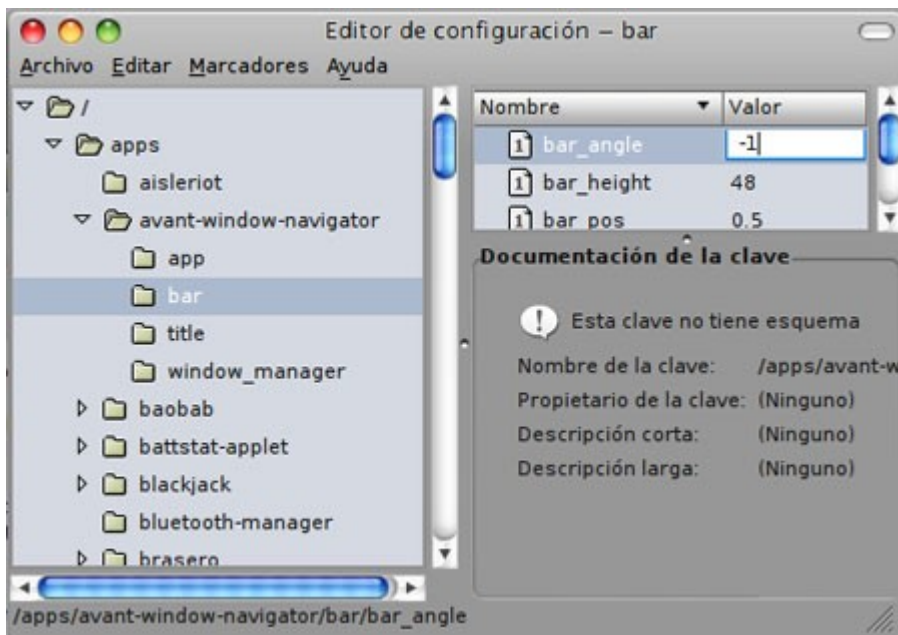 Editor de configuración – bar
Archivo Editar Marcadores Ayuda
/
apps
aisleriot
avant-window-navigator
app
bar
title
window_manager
baobab
battstat-applet
blackjack
bluetooth-manager
brasero
Nombre Valor
bar_angle -1
bar_height 48
bar_pos 0.5
Documentación de la clave
Esta clave no tiene esquema
Nombre de la clave: /apps/avant-w
Propietario de la clave: (Ninguno)
Descripción corta: (Ninguno)
Descripción larga: (Ninguno)
/apps/avant-window-navigator/bar/bar_angle